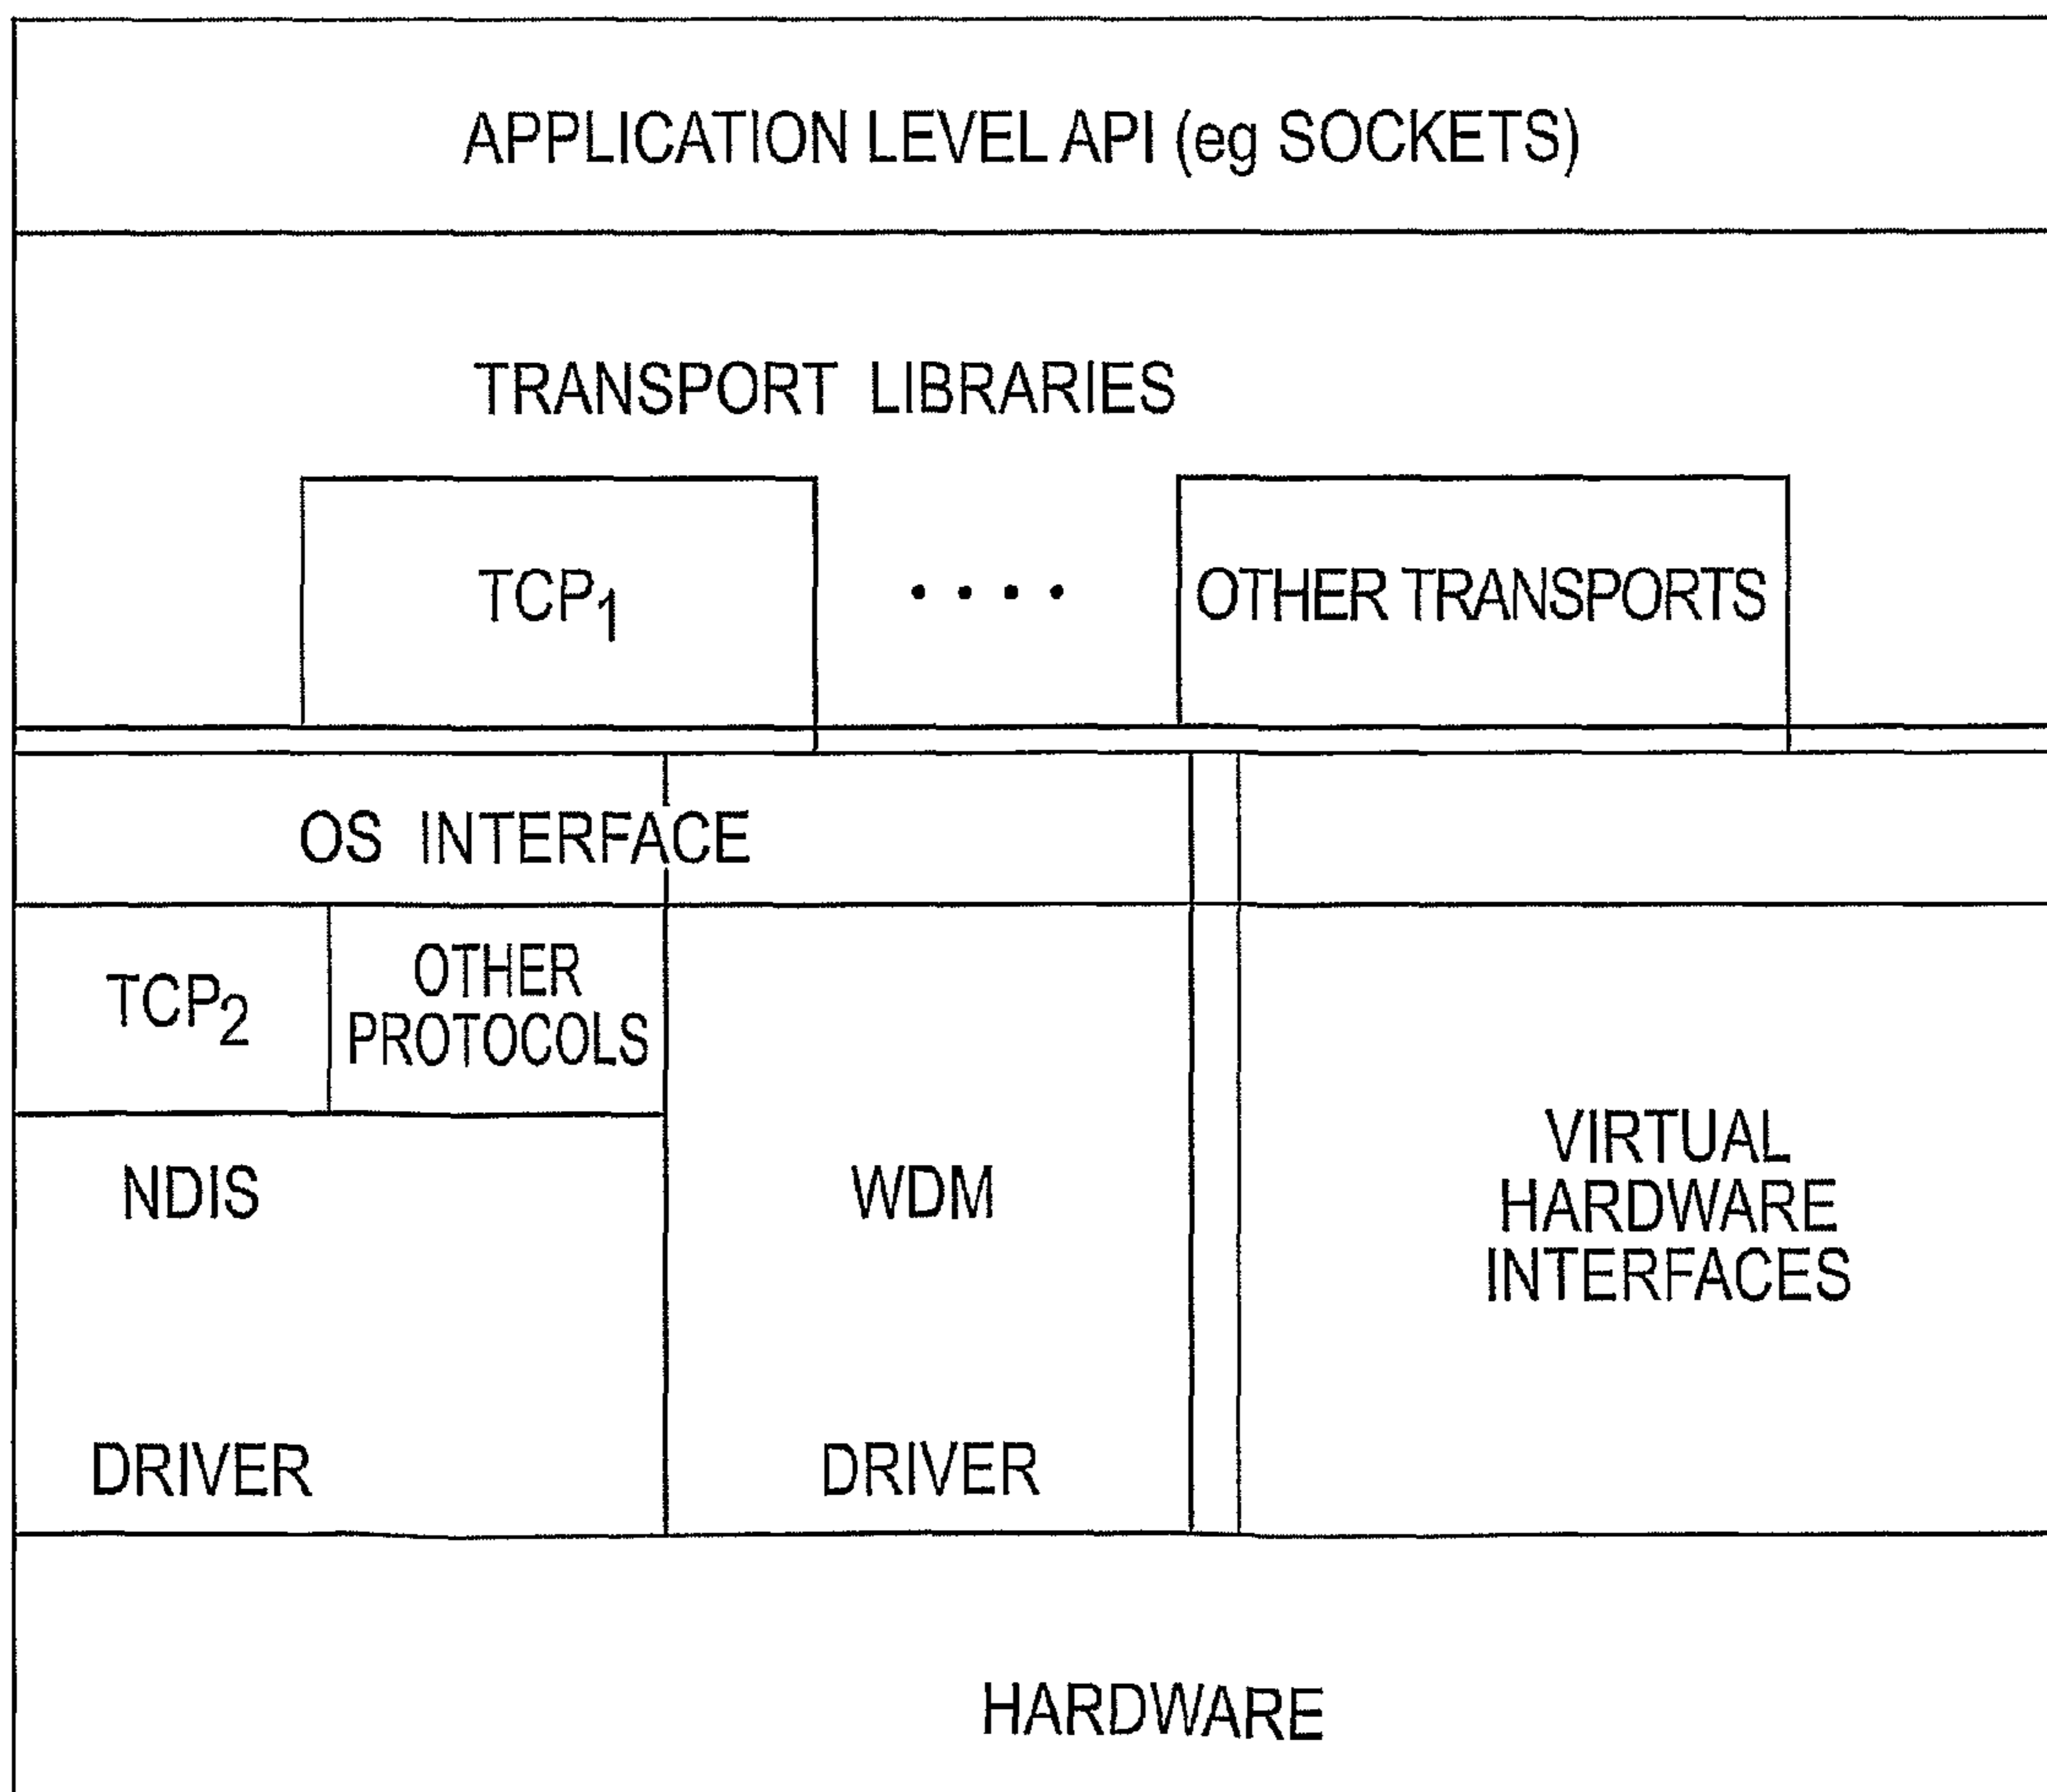 APPLICATION LEVEL API (eg SOCKETS)
TRANSPORT LIBRARIES
TCP1
OTHER TRANSPORTS
OS INTERFACE
TCP2
OTHER
PROTOCOLS
NDIS
DRIVER
WDM
DRIVER
VIRTUAL
HARDWARE
INTERFACES
HARDWARE